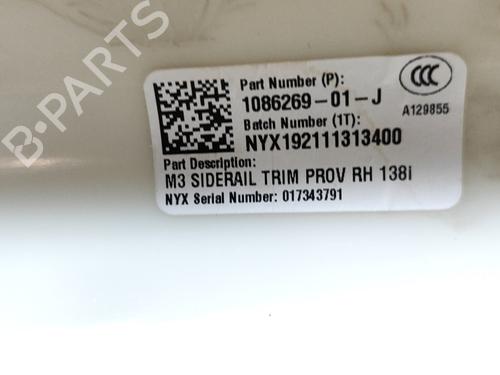 Part Number (P):
1086269-01-J
A129855
Batch Number (1T):
NYX192111313400
Part Description:
M3 SIDERAIL TRIM PROV RH 138i
NYX Serial Number: 017343791
CCC
B-PARTS